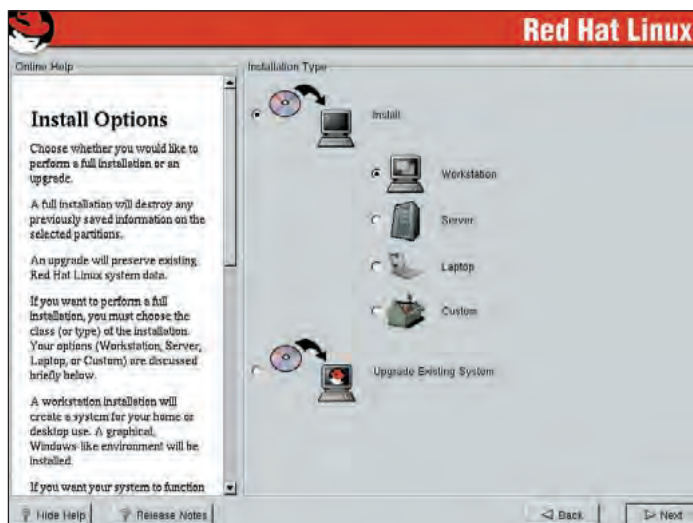 Red Hat Linux
Online Help
Installation Type
Install Options
Choose whether you would like to
perform a full installation or an
upgrade.
A full installation will destroy any
previously saved information on the
selected partitions.
An upgrade will preserve existing
Red Hat Linux system data.
If you want to perform a full
installation, you must choose the
class (or type) of the installation.
Your options (Workstation, Server,
Laptop, or Custom) are discussed
briefly below.
A workstation installation will
create a system for your home or
desktop use. A graphical,
Windows-like environment will be
installed.
If you want your system to function
Install
Workstation
Server
Laptop
Custom
Upgrade Existing System
Hide Help
Release Notes
Back
Next